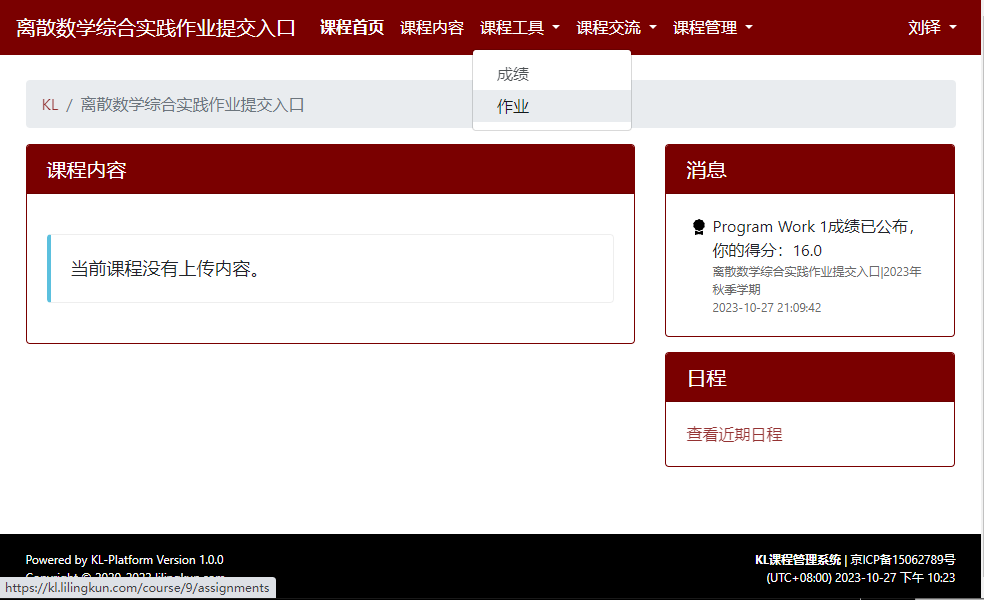 离散数学综合实践作业提交入口 课程首页 课程内容 课程工具 课程交流 课程管理 刘铎
成绩
作业
KL / 离散数学综合实践作业提交入口
课程内容
当前课程没有上传内容。
消息
Program Work 1成绩已公布，
你的得分：16.0
离散数学综合实践作业提交入口|2023年
秋季学期
2023-10-27 21:09:42
日程
查看近期日程
Powered by KL-Platform Version 1.0.0
https://kl.lilingkun.com/course/9/assignments
KL课程管理系统 | 京ICP备15062789号
(UTC+08:00) 2023-10-27 下午 10:23